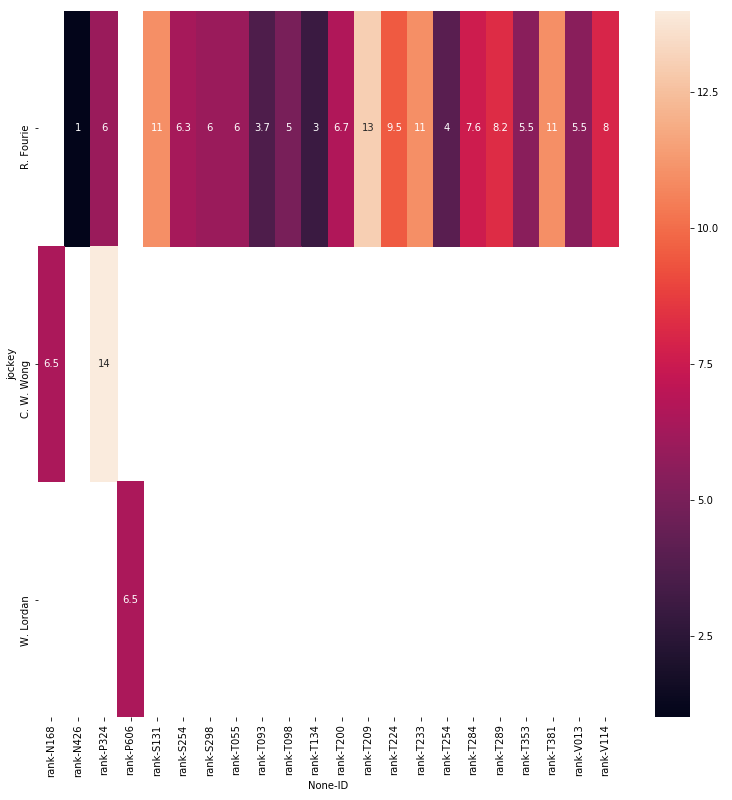 R. Fourie
1 6 11 6.3 6 6 3.7 5 3 6.7 13 9.5 11 4 7.6 8.2 5.5 11 5.5 8
jockey
C. W. Wong
6.5 14
W. Lordan
6.5
rank-N168 rank-N426 rank-P324 rank-P606 rank-S131 rank-S254 rank-S298 rank-T055 rank-T093 rank-T098 rank-T134 rank-T200 rank-T209 rank-T224 rank-T233 rank-T254 rank-T284 rank-T289 rank-T353 rank-T381 rank-V013 rank-V114
None-ID
12.5
10.0
7.5
5.0
2.5